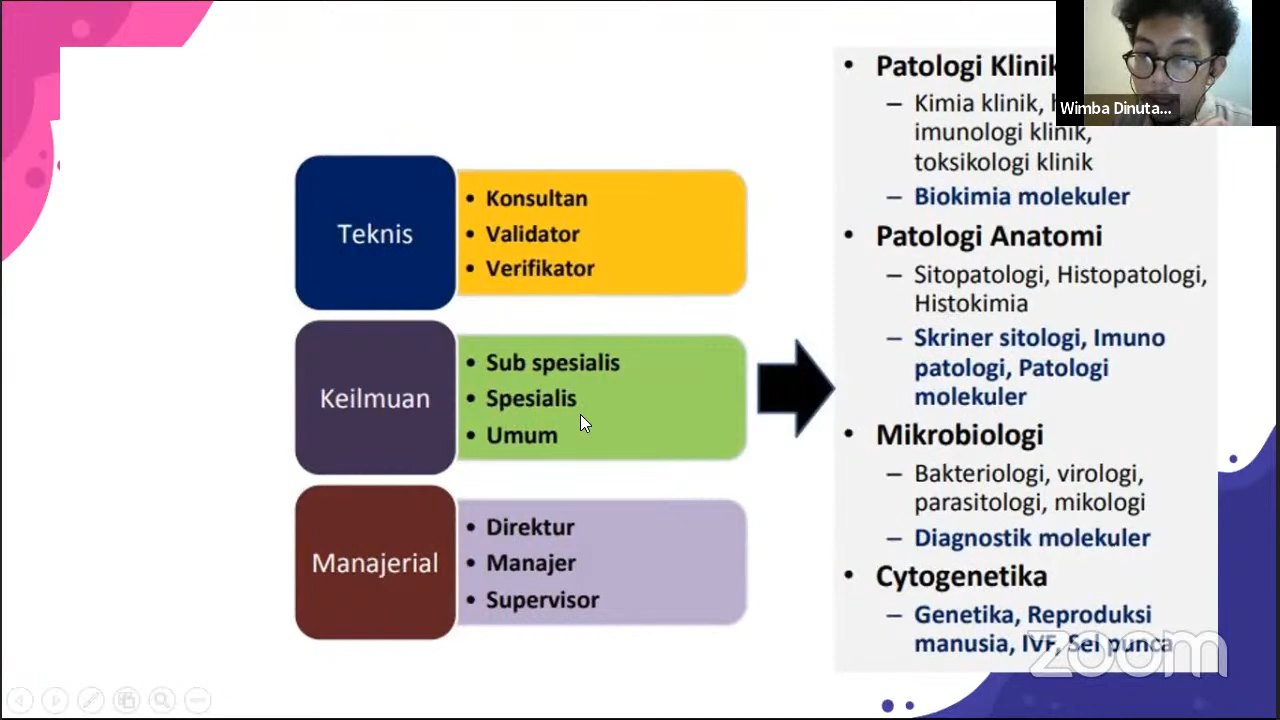 Teknis
• Konsultan
• Validator
• Verifikator
Keilmuan
• Sub spesialis
• Spesialis
• Umum
Manajerial
• Direktur
• Manajer
• Supervisor
• Patologi Klinik
– Kimia klinik,
imunologi klinik,
toksikologi klinik
– Biokimia molekuler
• Patologi Anatomi
– Sitopatologi, Histopatologi,
Histokimia
– Skriner sitologi, Imuno
patologi, Patologi
molekuler
• Mikrobiologi
– Bakteriologi, virologi,
parasitologi, mikologi
– Diagnostik molekuler
• Cytogenetika
– Genetika, Reproduksi
manusia, IVF, Sel punca
Wimba Dinuta...
zoom